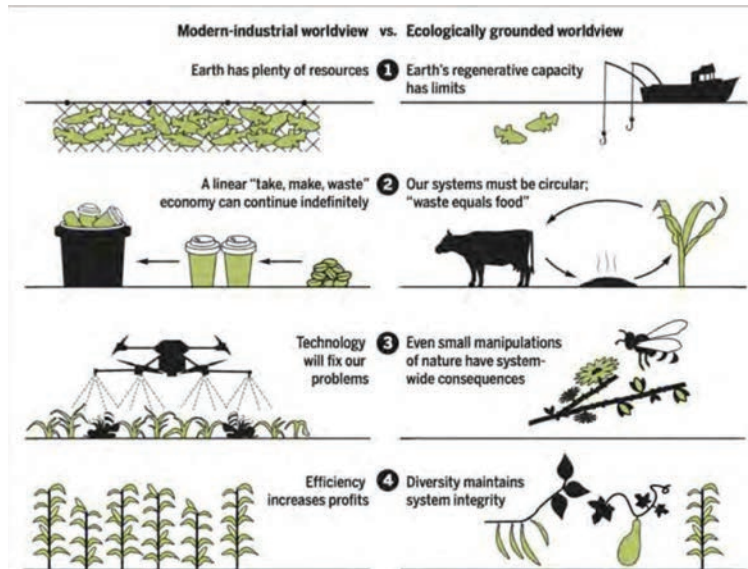 Modern-industrial worldview vs. Ecologically grounded worldview
Earth has plenty of resources
1
Earth's regenerative capacity
has limits
A linear "take, make, waste"
economy can continue indefinitely
2
Our systems must be circular;
"waste equals food"
Technology
will fix our
problems
3
Even small manipulations
of nature have system-
wide consequences
Efficiency
increases profits
4
Diversity maintains
system integrity